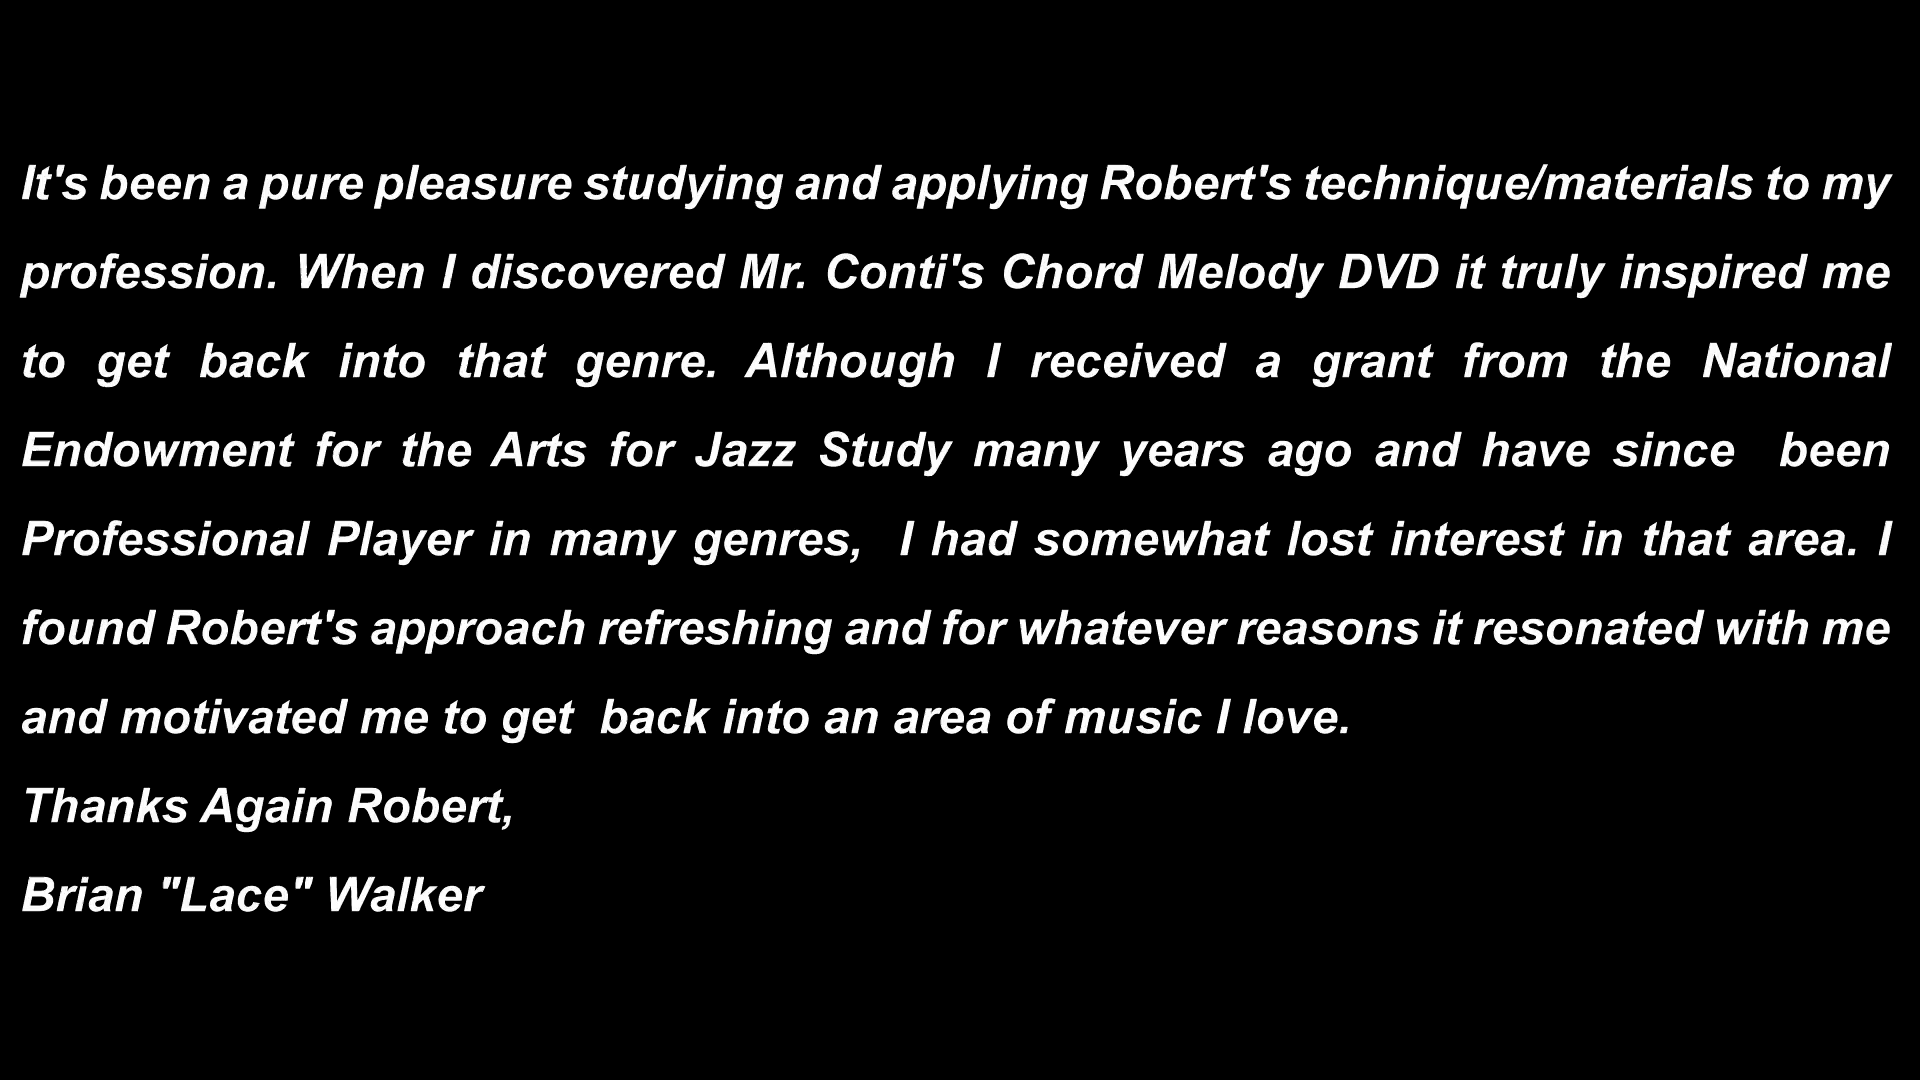 It's been a pure pleasure studying and applying Robert's technique/materials to my
profession. When I discovered Mr. Conti's Chord Melody DVD it truly inspired me
to get back into that genre. Although I received a grant from the National
Endowment for the Arts for Jazz Study many years ago and have since  been
Professional Player in many genres,  I had somewhat lost interest in that area. I
found Robert's approach refreshing and for whatever reasons it resonated with me
and motivated me to get  back into an area of music I love.
Thanks Again Robert,
Brian "Lace" Walker